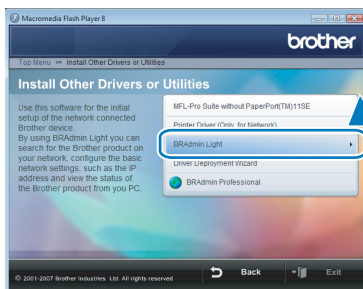 Macromedia Flash Player 8
brother
Top Menu >> Install Other Drivers or Utilities
Install Other Drivers or Utilities
Use this software for the initial
setup of the network connected
Brother device.
By using BRAdmin Light you can
search for the Brother product on
your network, configure the basic
network settings, such as the IP
address and view the status of
the Brother product from you PC.
MFL-Pro Suite without PaperPort(TM)11SE
Printer Driver (Only for Network)
BRAdmin Light
Driver Deployment Wizard
BRAdmin Professional
© 2001-2007 Brother Industries Ltd. All rights reserved
Back
Exit